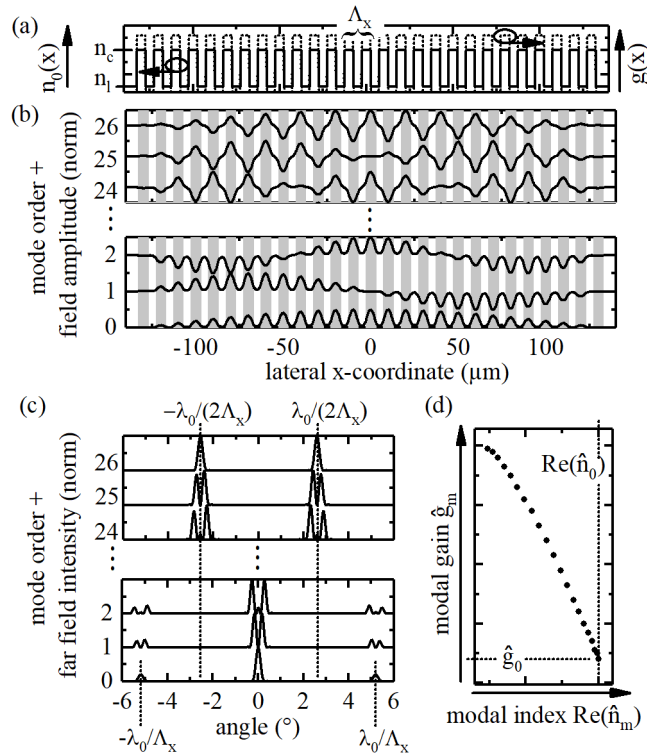 (a)
Λₓ
n₀(x)
n_c
n_l
g(x)
(b)
mode order +
field amplitude (norm)
26
25
24
2
1
0
-100 -50 0 50 100
lateral x-coordinate (µm)
(c)
−λ₀/(2Λₓ) λ₀/(2Λₓ)
mode order +
far field intensity (norm)
26
25
24
2
1
0
-6 -4 -2 0 2 4 6
angle (°)
-λ₀/Λₓ λ₀/Λₓ
(d)
Re(n̂₀)
modal gain ĝₘ
ĝ₀
modal index Re(n̂ₘ)